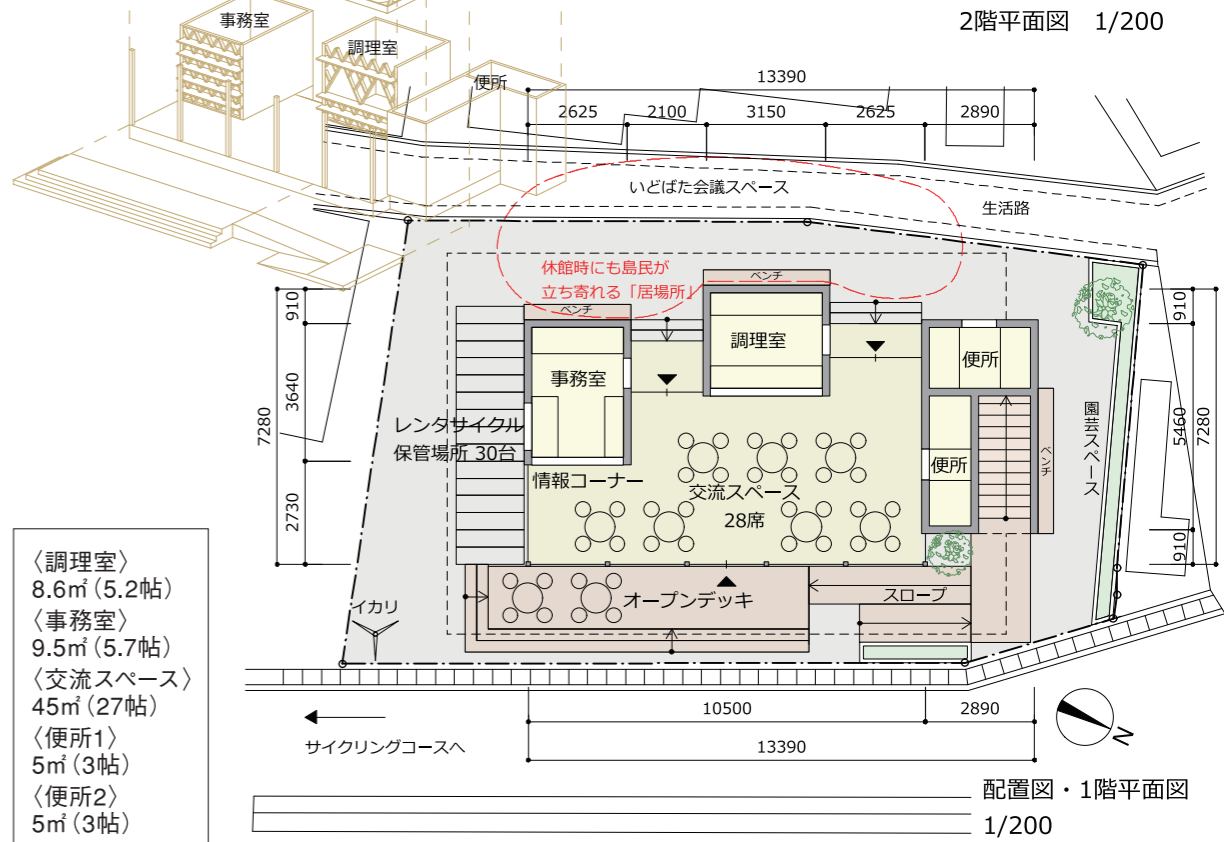 2階平面図 1/200
事務室
調理室
便所
13390
2625
2100
3150
2625
2890
いどばた会議スペース
生活路
休館時にも島民が
立ち寄れる「居場所」
ベンチ
ベンチ
910
3640
2730
7280
調理室
事務室
便所
便所
ベンチ
園芸スペース
910
5460
910
7280
レンタサイクル
保管場所 30台
情報コーナー
交流スペース
28席
オープンデッキ
スロープ
イカリ
〈調理室〉
8.6㎡(5.2帖)
〈事務室〉
9.5㎡(5.7帖)
〈交流スペース〉
45㎡(27帖)
〈便所1〉
5㎡(3帖)
〈便所2〉
5㎡(3帖)
10500
2890
13390
サイクリングコースへ
N
配置図・1階平面図
1/200